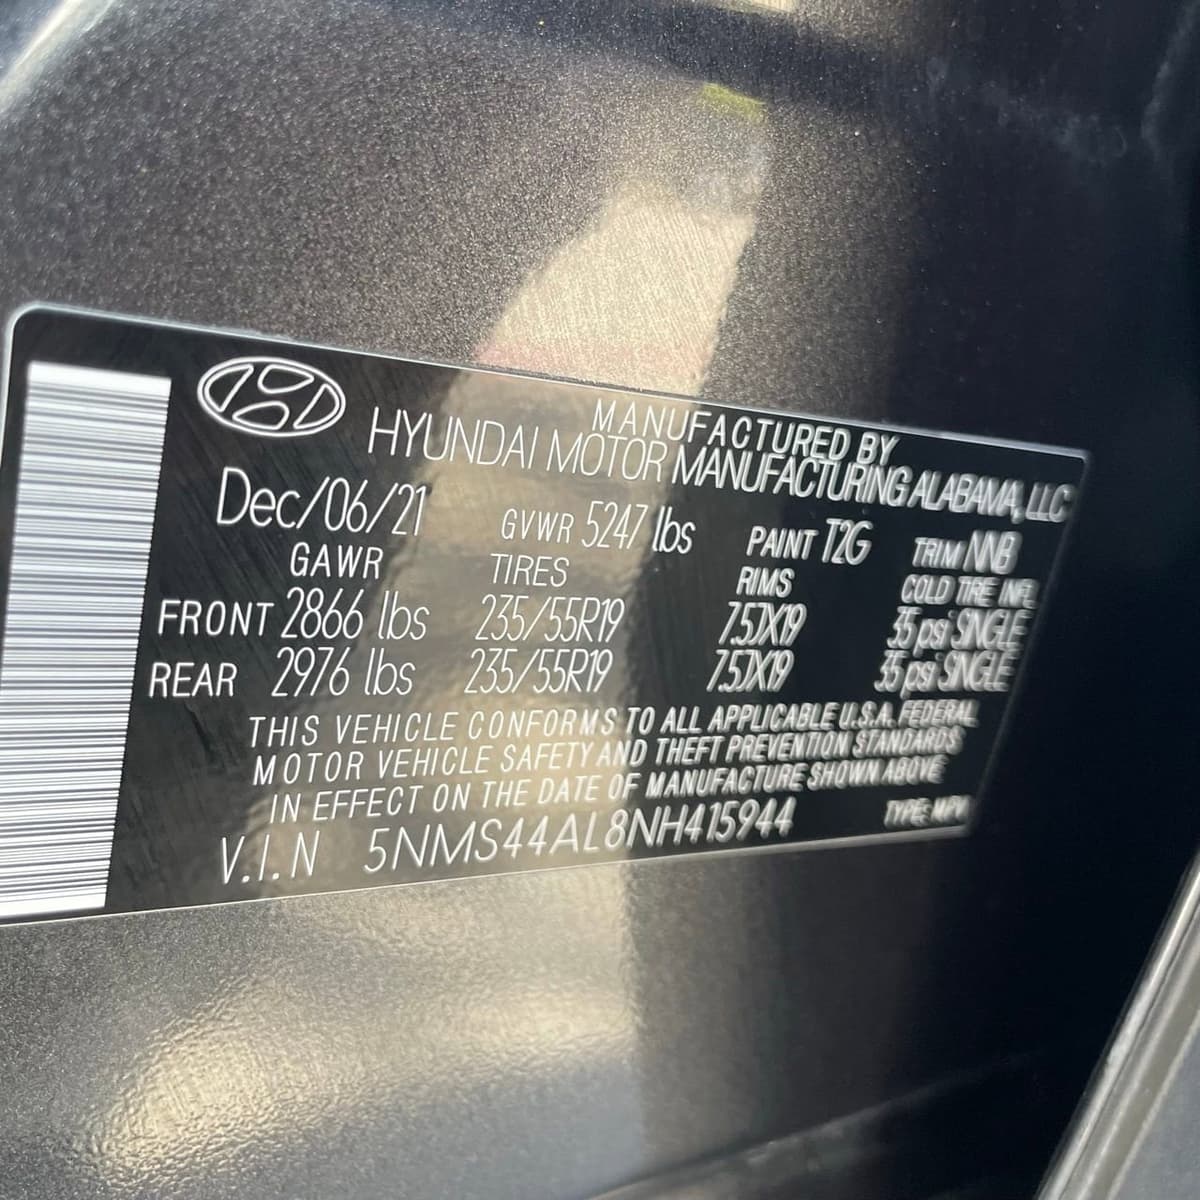 MANUFACTURED BY
HYUNDAI MOTOR MANUFACTURING ALABAMA, LLC
Dec/06/21 GVWR 5247 lbs PAINT T2G TRIM NNB
GAWR TIRES RIMS COLD TIRE INFL
FRONT 2866 lbs 235/55R19 7.5JX19 35 psi SINGLE
REAR 2976 lbs 235/55R19 7.5JX19 35 psi SINGLE
THIS VEHICLE CONFORMS TO ALL APPLICABLE U.S.A. FEDERAL
MOTOR VEHICLE SAFETY AND THEFT PREVENTION STANDARDS
IN EFFECT ON THE DATE OF MANUFACTURE SHOWN ABOVE
V.I.N 5NMS44AL8NH415944 TYPE: MPV